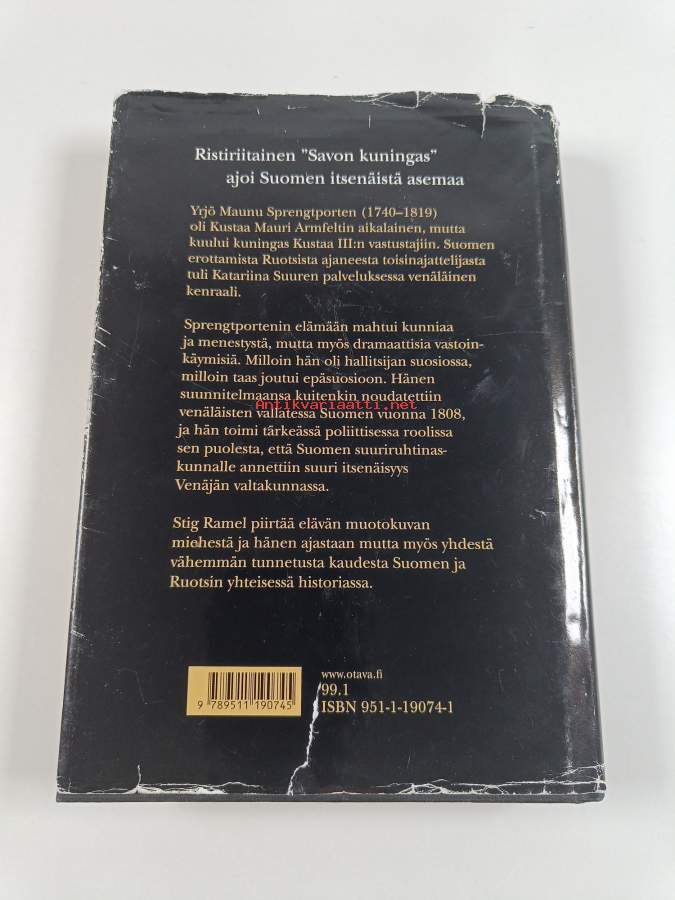 Ristiriitainen "Savon kuningas"
ajoi Suomen itsenäistä asemaa
Yrjö Maunu Sprengtporten (1740–1819)
oli Kustaa Mauri Armfeltin aikalainen, mutta
kuului kuningas Kustaa III:n vastustajiin. Suomen
erottamista Ruotsista ajaneesta toisinajattelijasta
tuli Katariina Suuren palveluksessa venäläinen
kenraali.
Sprengtportenin elämään mahtui kunniaa
ja menestystä, mutta myös dramaattisia vastoin-
käymisiä. Milloin hän oli hallitsijan suosiossa,
milloin taas joutui epäsuosioon. Hänen
suunnitelmaansa kuitenkin noudatettiin
Antikvariaatti.net
venäläisten vallatessa Suomen vuonna 1808,
ja hän toimi tärkeässä poliittisessa roolissa
sen puolesta, että Suomen suuriruhtinas-
kunnalle annettiin suuri itsenäisyys
Venäjän valtakunnassa.
Stig Ramel piirtää elävän muotokuvan
miehestä ja hänen ajastaan mutta myös yhdestä
vähemmän tunnetusta kaudesta Suomen ja
Ruotsin yhteisessä historiassa.
www.otava.fi
99.1
ISBN 951-1-19074-1
9 789511 190745